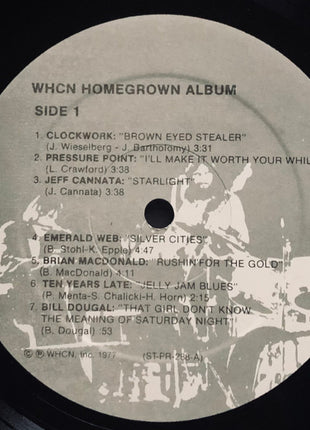 WHCN HOMEGROWN ALBUM
SIDE 1
1. CLOCKWORK: "BROWN EYED STEALER"
(J. Wieselberg - J. Bartholomy) 3:31
2. PRESSURE POINT: "I'LL MAKE IT WORTH YOUR WHIL
(L. Crawford) 3:38
3. JEFF CANNATA: "STARLIGHT"
(J. Cannata) 3:38
4. EMERALD WEB: "SILVER CITIES"
(B. Stohl-K. Epple) 4:47
5. BRIAN MACDONALD: "RUSHIN' FOR THE GOLD"
(B. MacDonald) 4:11
6. TEN YEARS LATE: "JELLY JAM BLUES"
(P. Menta-S. Chalicki-H. Horn) 2:15
7. BILL DOUGAL: "THAT GIRL DON'T KNOW
THE MEANING OF SATURDAY NIGHT"
(B. Dougal) :53
© ℗ WHCN, Inc. 1977 (ST-PR-288-A)